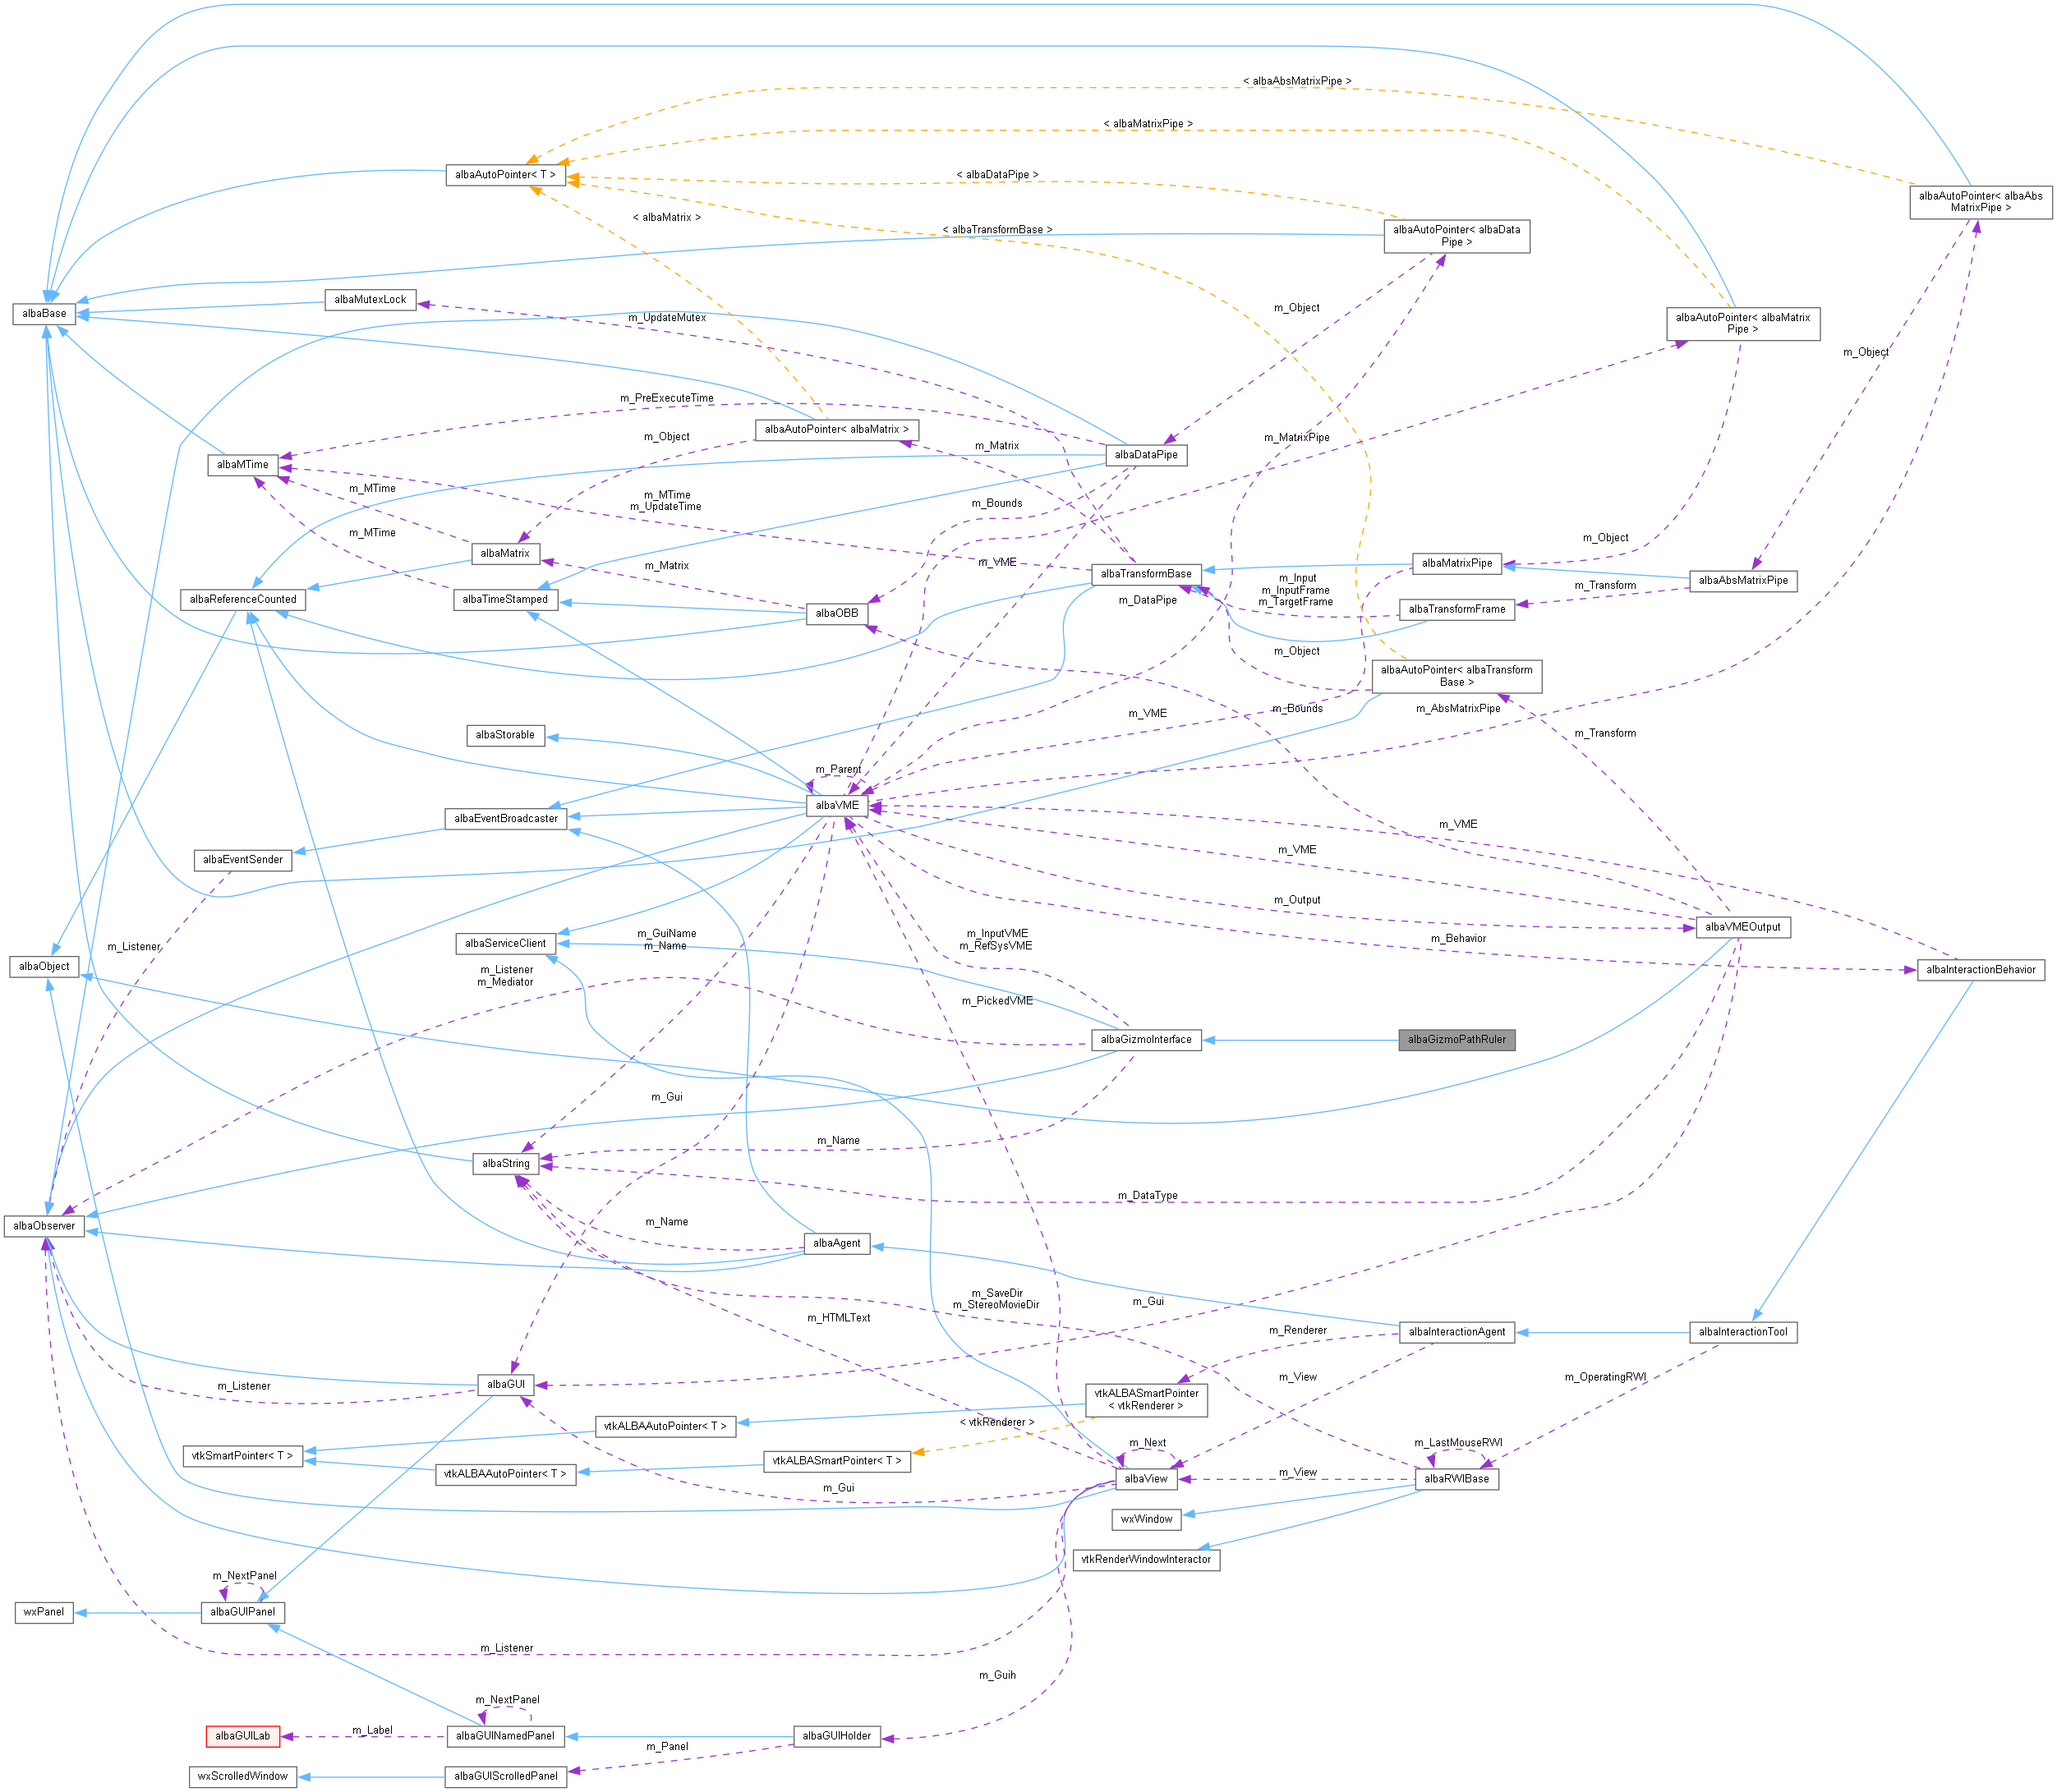 < albaAbsMatrixPipe >
< albaMatrixPipe >
albaAutoPointer< T >
< albaDataPipe >
albaAutoPointer< albaAbs
MatrixPipe >
< albaMatrix >
< albaTransformBase >
albaAutoPointer< albaData
Pipe >
albaMutexLock
albaBase
m_UpdateMutex
m_Object
albaAutoPointer< albaMatrix
Pipe >
m_Object
m_PreExecuteTime
albaAutoPointer< albaMatrix >
m_Object
m_Matrix
m_MatrixPipe
albaDataPipe
albaMTime
m_MTime
m_MTime
m_UpdateTime
m_Bounds
m_MTime
albaMatrix
m_Matrix
m_VME
m_Object
albaMatrixPipe
albaTransformBase
albaAbsMatrixPipe
m_Input
m_InputFrame
m_TargetFrame
m_Transform
albaReferenceCounted
albaTimeStamped
albaOBB
m_DataPipe
albaTransformFrame
m_Object
albaAutoPointer< albaTransform
Base >
m_VME
m_Bounds
m_AbsMatrixPipe
albaStorable
m_Transform
m_Parent
albaVME
albaEventBroadcaster
m_VME
albaEventSender
m_VME
m_Output
albaVMEOutput
m_Listener
albaServiceClient
m_GuiName
m_Name
m_InputVME
m_RefSysVME
m_Behavior
albaObject
albaInteractionBehavior
m_Listener
m_Mediator
m_PickedVME
albaGizmoInterface
albaGizmoPathRuler
m_Gui
m_Name
albaString
m_DataType
albaObserver
m_Name
albaAgent
m_SaveDir
m_StereoMovieDir
m_Gui
m_HTMLText
m_Renderer
albaInteractionAgent
albaInteractionTool
albaGUI
m_Listener
m_View
m_OperatingRWI
vtkALBASmartPointer
< vtkRenderer >
vtkALBAAutoPointer< T >
< vtkRenderer >
vtkSmartPointer< T >
vtkALBASmartPointer< T >
vtkALBAAutoPointer< T >
m_Next
m_LastMouseRWI
m_Gui
albaView
m_View
albaRWIBase
wxWindow
vtkRenderWindowInteractor
m_NextPanel
wxPanel
albaGUIPanel
m_Listener
m_Guih
m_NextPanel
albaGUILab
m_Label
albaGUINamedPanel
albaGUIHolder
m_Panel
wxScrolledWindow
albaGUIScrolledPanel